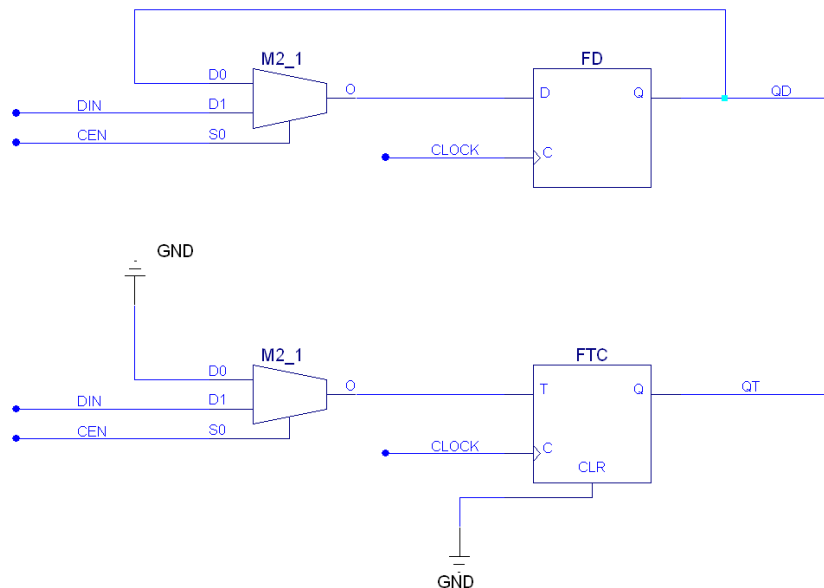 M2_1 FD
D0
O
DIN D1 D Q QD
CEN S0
CLOCK C
GND
M2_1 FTC
D0
O
DIN D1 T Q QT
CEN S0
CLOCK C
CLR
GND